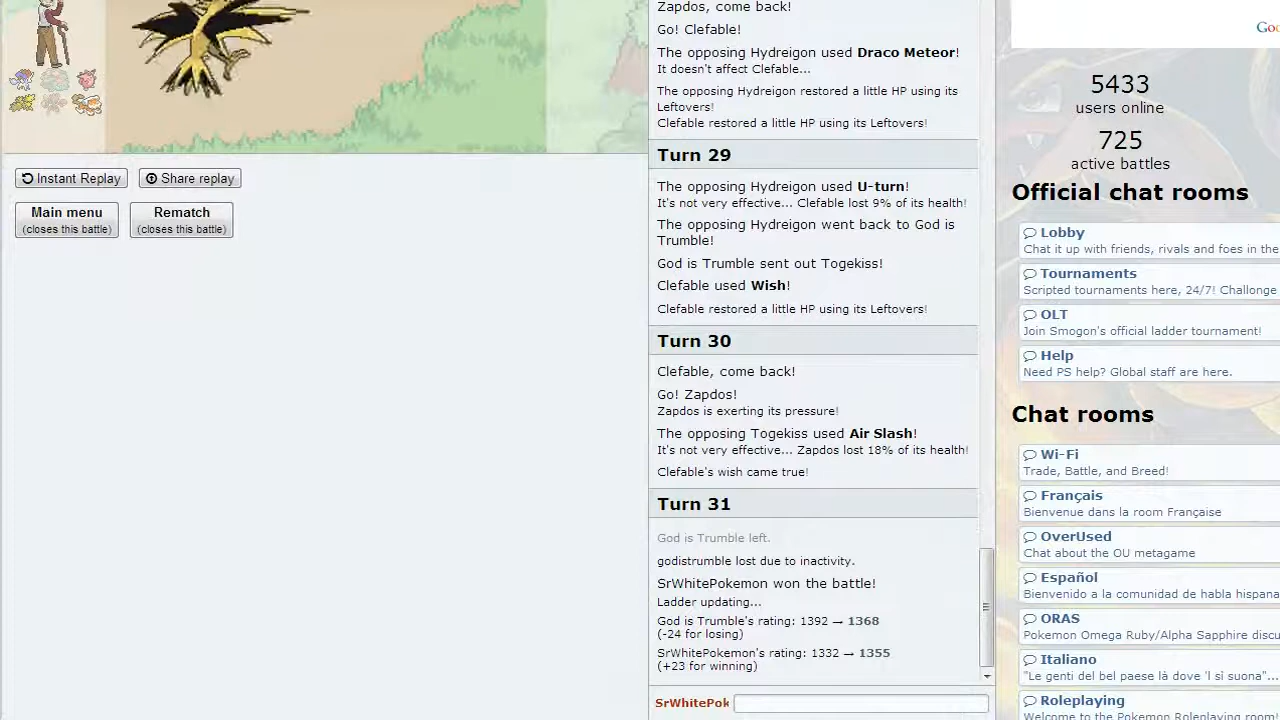 Zapdos, come back!
Go! Clefable!
The opposing Hydreigon used Draco Meteor!
It doesn't affect Clefable...
The opposing Hydreigon restored a little HP using its
Leftovers!
Clefable restored a little HP using its Leftovers!
Turn 29
The opposing Hydreigon used U-turn!
It's not very effective... Clefable lost 9% of its health!
The opposing Hydreigon went back to God is
Trumble!
God is Trumble sent out Togekiss!
Clefable used Wish!
Clefable restored a little HP using its Leftovers!
Turn 30
Clefable, come back!
Go! Zapdos!
Zapdos is exerting its pressure!
The opposing Togekiss used Air Slash!
It's not very effective... Zapdos lost 18% of its health!
Clefable's wish came true!
Turn 31
God is Trumble left.
godistrumble lost due to inactivity.
SrWhitePokemon won the battle!
Ladder updating...
God is Trumble's rating: 1392 → 1368
(-24 for losing)
SrWhitePokemon's rating: 1332 → 1355
(+23 for winning)
SrWhitePok
Instant Replay
Share replay
Main menu
(closes this battle)
Rematch
(closes this battle)
Goo
5433
users online
725
active battles
Official chat rooms
Lobby
Chat it up with friends, rivals and foes in the
Tournaments
Scripted tournaments here, 24/7! Challonge
OLT
Join Smogon's official ladder tournament!
Help
Need PS help? Global staff are here.
Chat rooms
Wi-Fi
Trade, Battle, and Breed!
Français
Bienvenue dans la room Française
OverUsed
Chat about the OU metagame
Español
Bienvenido a la comunidad de habla hispana
ORAS
Pokemon Omega Ruby/Alpha Sapphire discu
Italiano
"Le genti del bel paese là dove 'l sì suona"...
Roleplaying
Welcome to the Pokemon Roleplaying room!